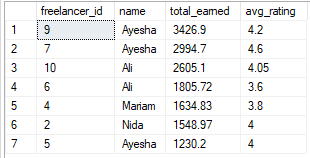 freelancer_id name total_earned avg_rating
1 9 Ayesha 3426.9 4.2
2 7 Ayesha 2994.7 4.6
3 10 Ali 2605.1 4.05
4 6 Ali 1805.72 3.6
5 4 Mariam 1634.83 3.8
6 2 Nida 1548.97 4
7 5 Ayesha 1230.2 4